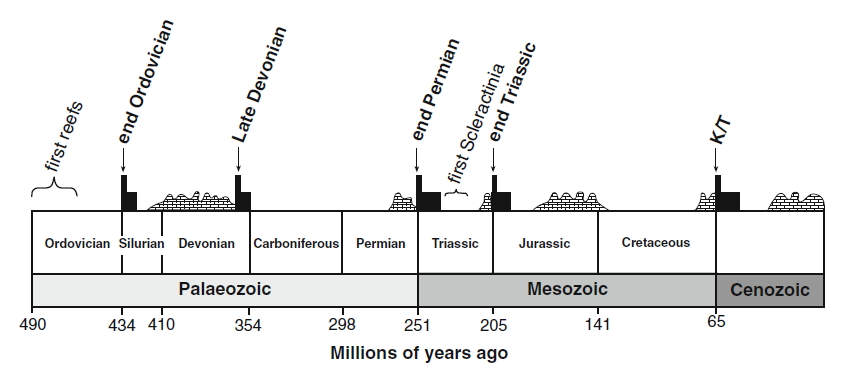 first reefs
end Ordovician
Late Devonian
end Permian
first Scleractinia
end Triassic
K/T
Ordovician Silurian Devonian Carboniferous Permian Triassic Jurassic Cretaceous
Palaeozoic Mesozoic Cenozoic
490 434 410 354 298 251 205 141 65
Millions of years ago